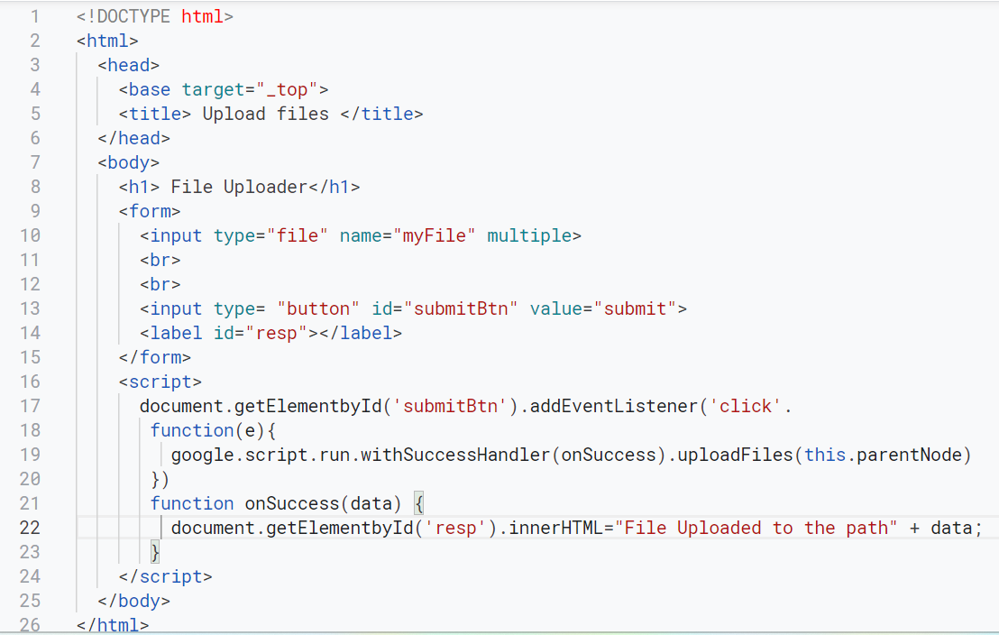 1 <!DOCTYPE html>
2 <html>
3 <head>
4 <base target="_top">
5 <title> Upload files </title>
6 </head>
7 <body>
8 <h1> File Uploader</h1>
9 <form>
10 <input type="file" name="myFile" multiple>
11 <br>
12 <br>
13 <input type= "button" id="submitBtn" value="submit">
14 <label id="resp"></label>
15 </form>
16 <script>
17 document.getElementbyId('submitBtn').addEventListener('click'.
18 function(e){
19 google.script.run.withSuccessHandler(onSuccess).uploadFiles(this.parentNode)
20 })
21 function onSuccess(data) {
22 document.getElementbyId('resp').innerHTML="File Uploaded to the path" + data;
23 }
24 </script>
25 </body>
26 </html>